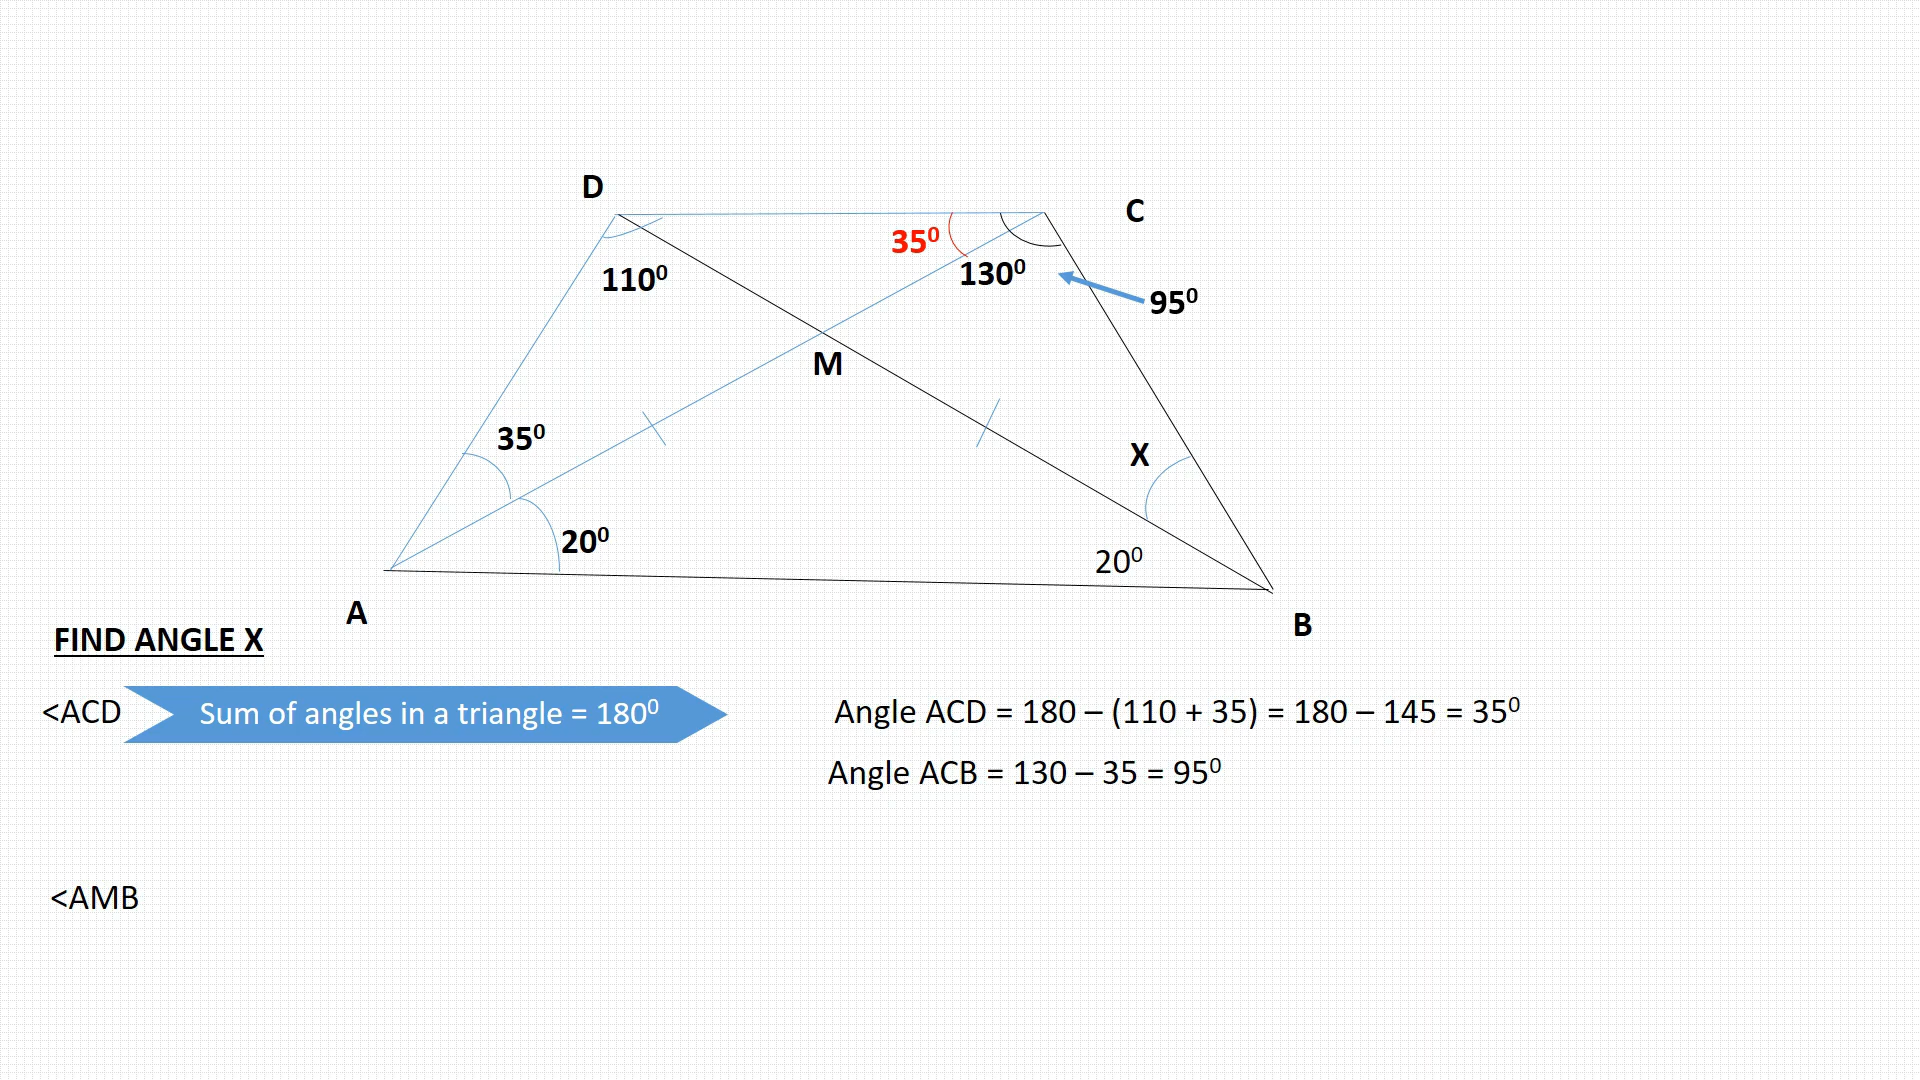 D
C
35⁰
130⁰
110⁰
95⁰
M
35⁰
X
20⁰
20⁰
A
B
FIND ANGLE X
<ACD
Sum of angles in a triangle = 180⁰
Angle ACD = 180 – (110 + 35) = 180 – 145 = 35⁰
Angle ACB = 130 – 35 = 95⁰
<AMB